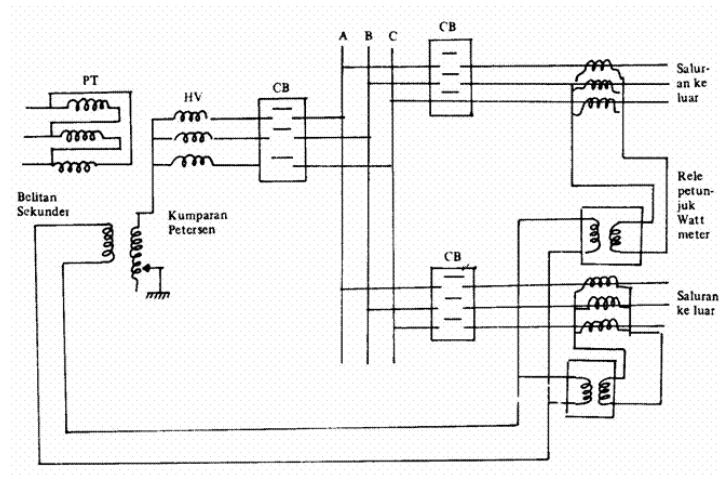 A B C
CB
PT
HV
CB
Salur-
an ke
luar
Belitan
Sekunder
Kumparan
Petersen
Rele
petun-
juk
Watt
meter
CB
Saluran
ke luar